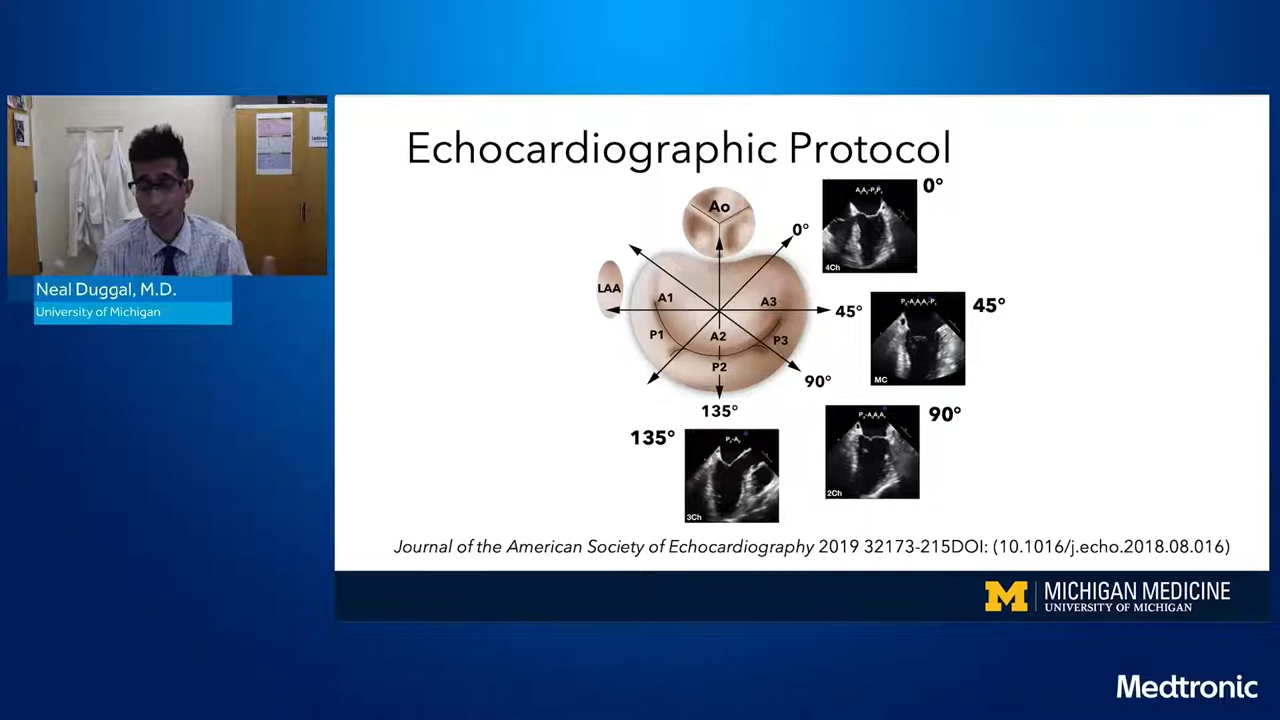 Echocardiographic Protocol
Ao
0°
LAA
A1
A3
45°
P1
A2
P3
P2
90°
135°
0°
4Ch
45°
MC
90°
2Ch
135°
3Ch
Journal of the American Society of Echocardiography 2019 32173-215DOI: (10.1016/j.echo.2018.08.016)
Neal Duggal, M.D.
University of Michigan
M
MICHIGAN MEDICINE
UNIVERSITY OF MICHIGAN
Medtronic